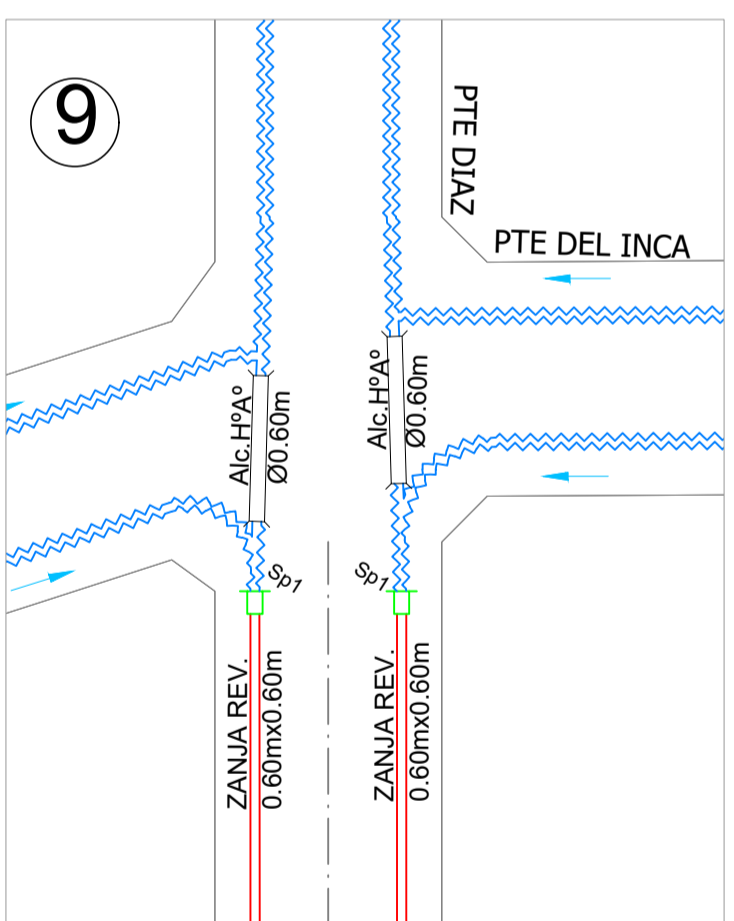 9
PTE DIAZ
PTE DEL INCA
Alc.HºAº
Ø0.60m
Alc.HºAº
Ø0.60m
Sp1
Sp1
ZANJA REV.
0.60mx0.60m
ZANJA REV.
0.60mx0.60m